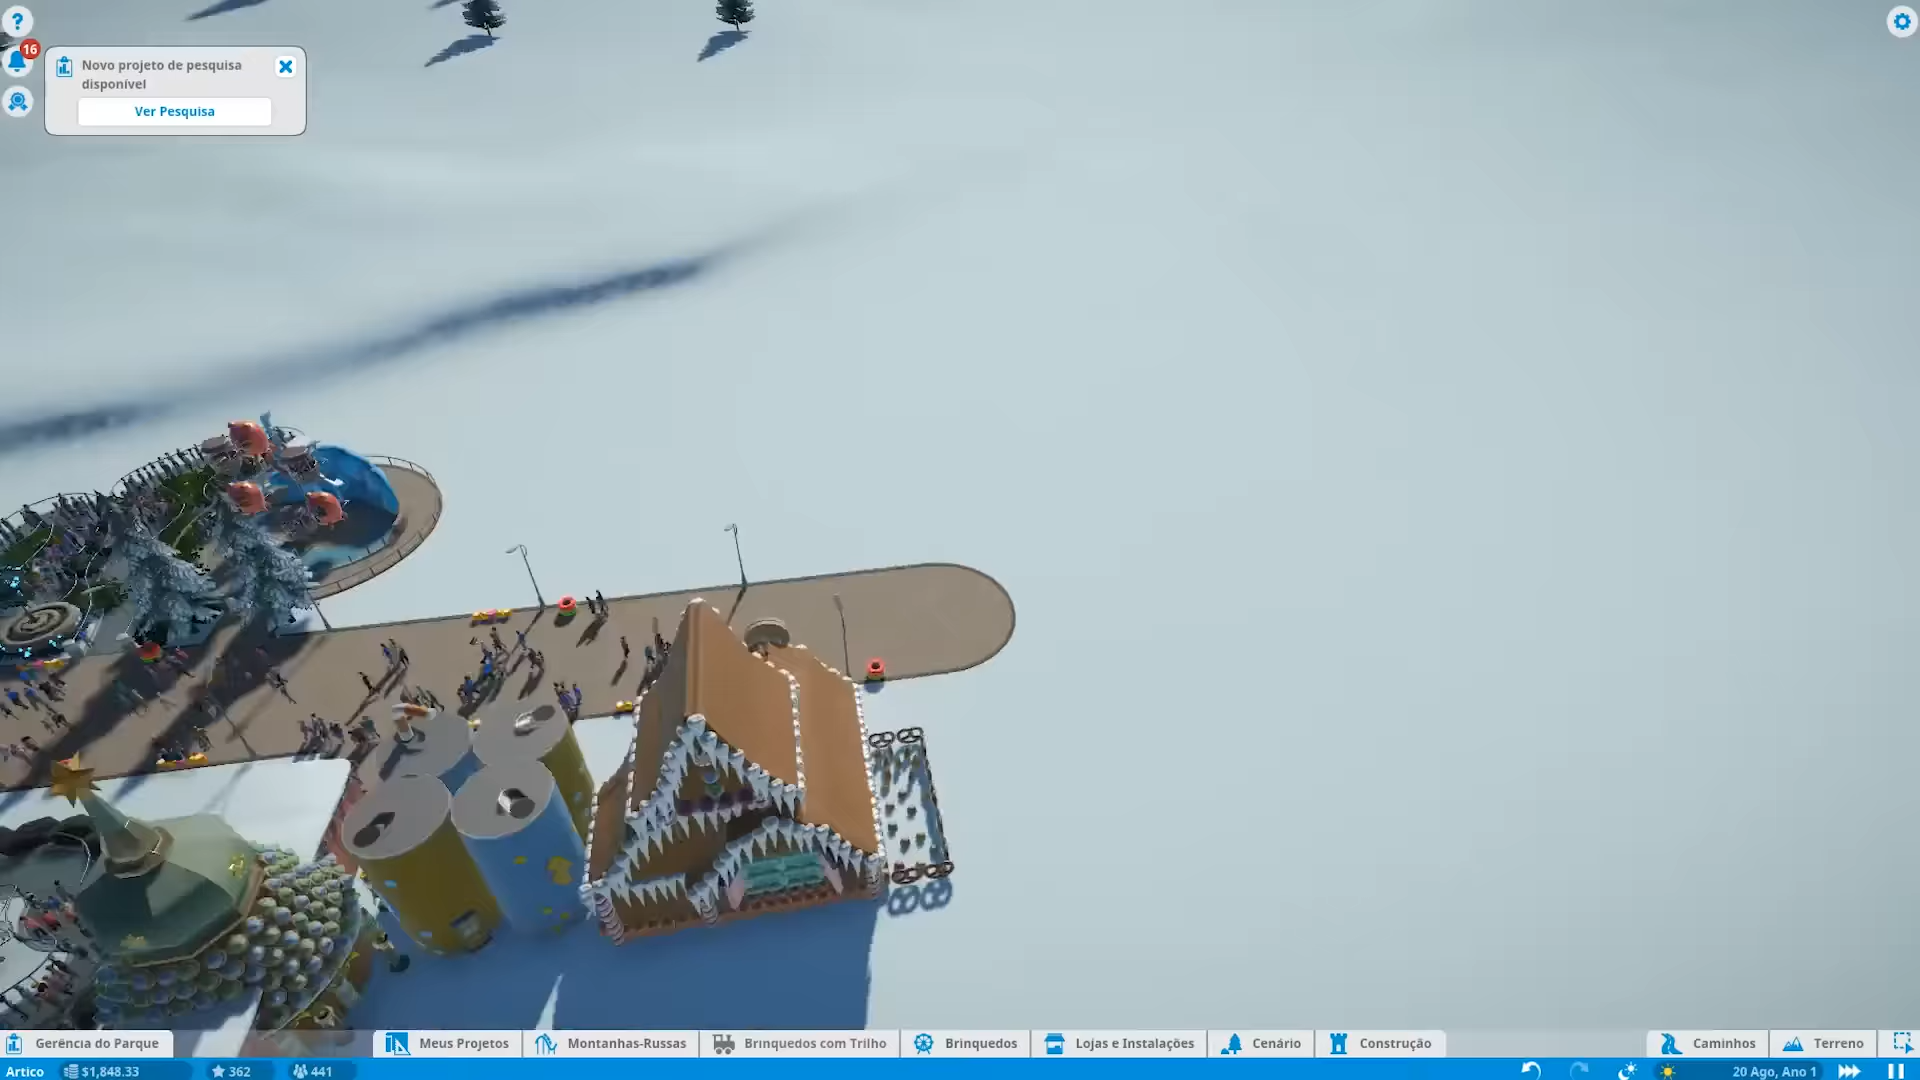 ?
16
Novo projeto de pesquisa
disponível
Ver Pesquisa
Gerência do Parque
Meus Projetos
Montanhas-Russas
Brinquedos com Trilho
Brinquedos
Lojas e Instalações
Cenário
Construção
Caminhos
Terreno
Artico
$1,848.33
362
441
20 Ago, Ano 1